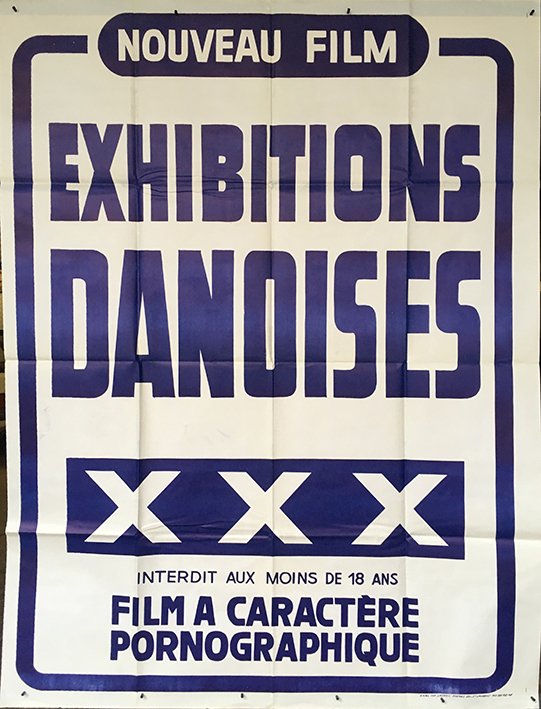 NOUVEAU FILM
EXHIBITIONS
DANOISES
XXX
INTERDIT AUX MOINS DE 18 ANS
FILM A CARACTÈRE
PORNOGRAPHIQUE